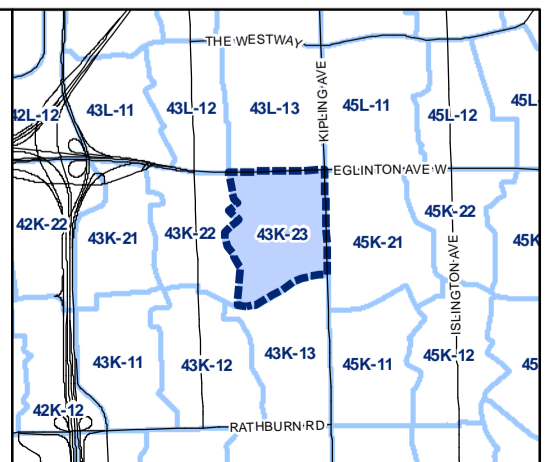 THE WESTWAY
KIPLING AVE
42L-12
43L-11
43L-12
43L-13
45L-11
45L-12
45L
EGLINTON AVE W
42K-22
43K-21
43K-22
43K-23
45K-21
45K-22
45K
ISLINGTON AVE
43K-11
43K-12
43K-13
45K-11
45K-12
45
42K-12
RATHBURN RD